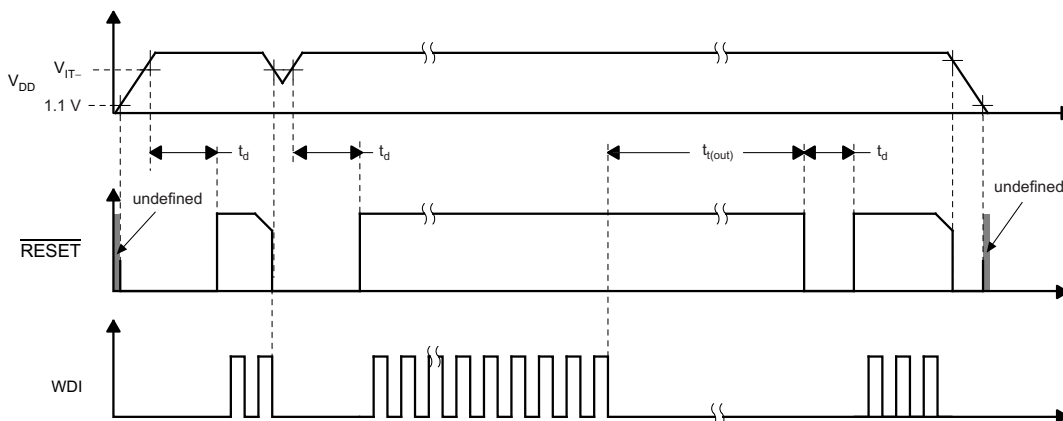 V_DD
V_IT–
1.1 V
t_d
t_d
t_t(out)
t_d
undefined
undefined
RESET
WDI